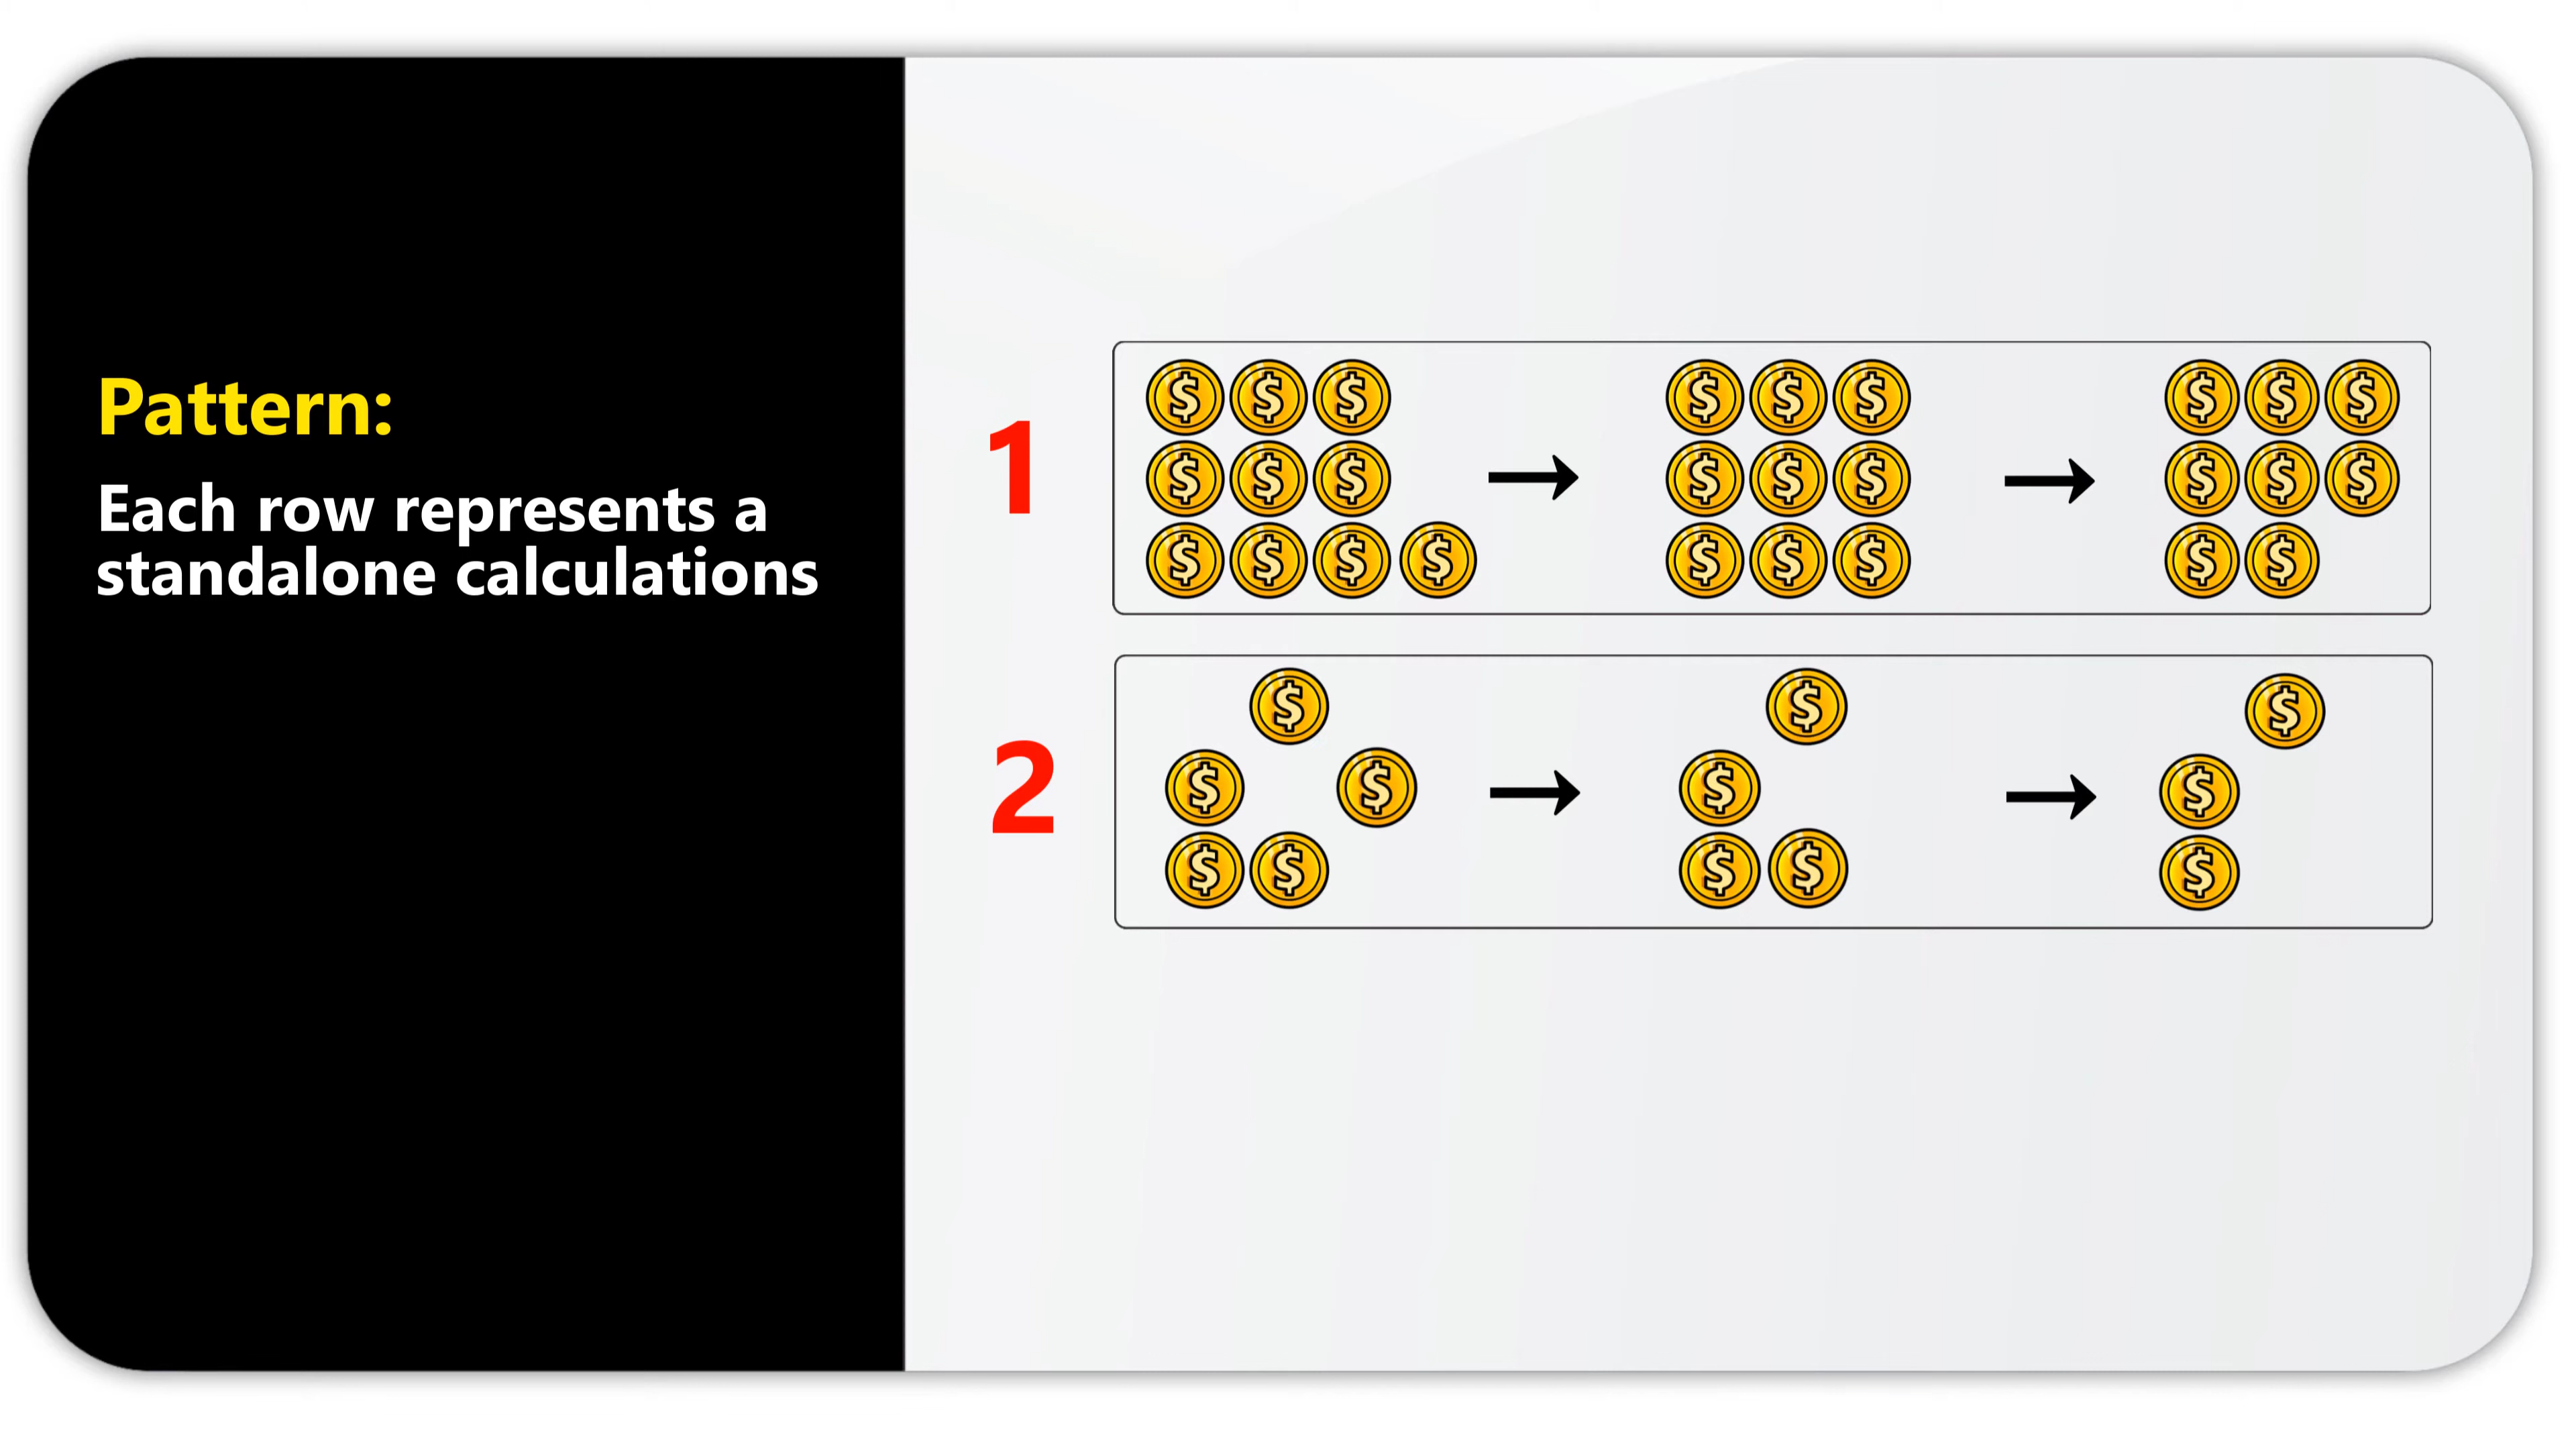 Pattern:
Each row represents a
standalone calculations
1
$ $ $ $ $ $ $ $ $
$ $ $ $ $ $ $ $ $
$ $ $ $ $ $ $ $ $
2
$ $ $
$ $ $ $
$ $ $ $ $